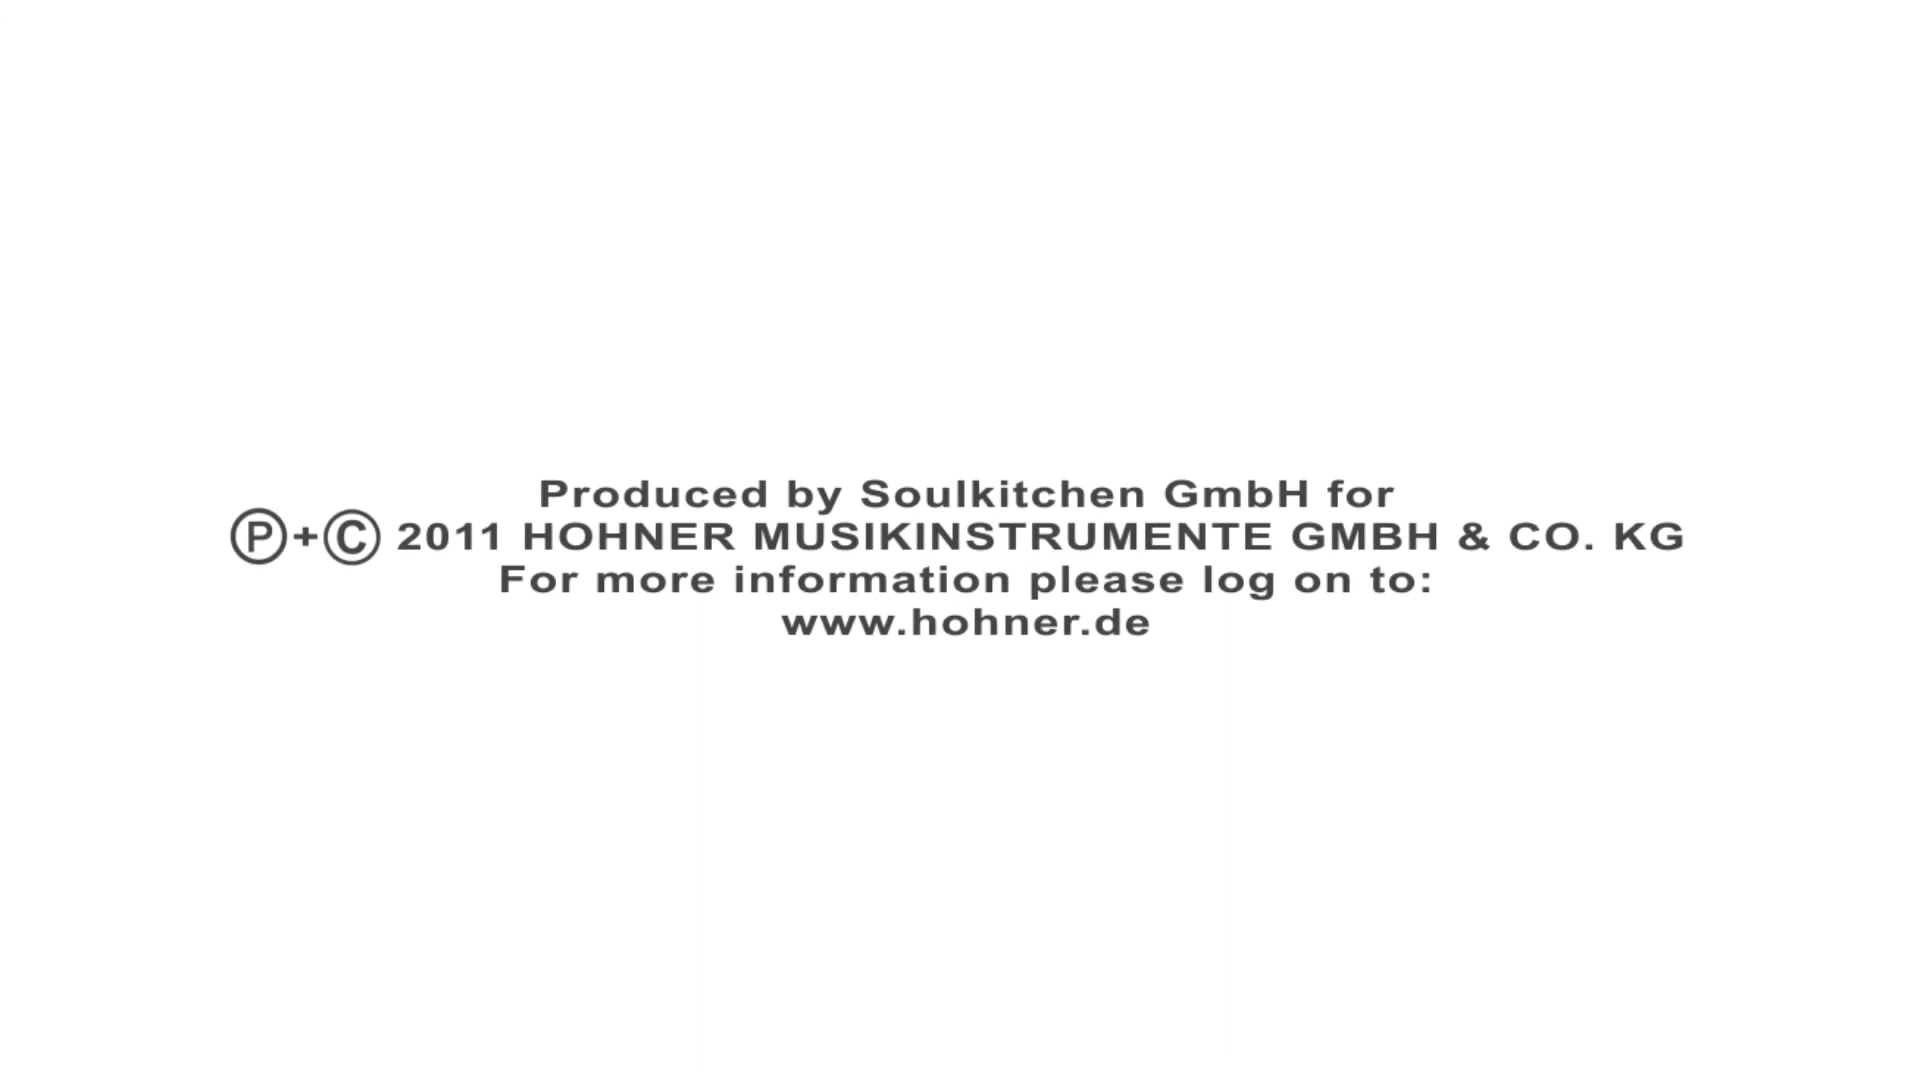 Produced by Soulkitchen GmbH for
℗+© 2011 HOHNER MUSIKINSTRUMENTE GMBH & CO. KG
For more information please log on to:
www.hohner.de